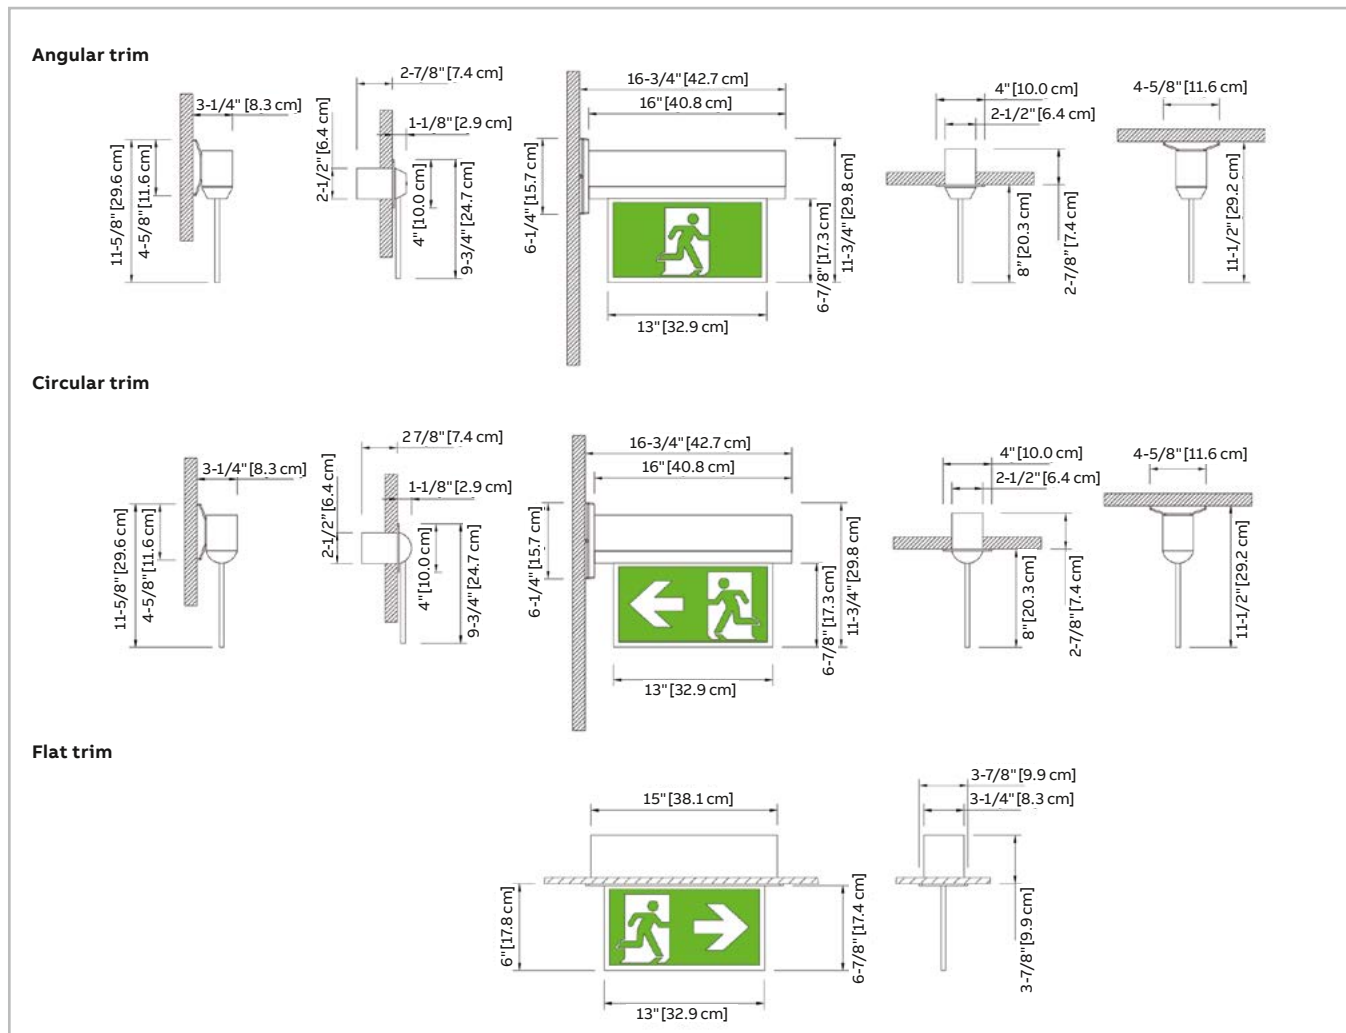 Angular trim
3-1/4" [8.3 cm]
11-5/8" [29.6 cm]
4-5/8" [11.6 cm]
2-7/8" [7.4 cm]
1-1/8" [2.9 cm]
2-1/2" [6.4 cm]
4" [10.0 cm]
9-3/4" [24.7 cm]
16-3/4" [42.7 cm]
16" [40.8 cm]
6-1/4" [15.7 cm]
6-7/8" [17.3 cm]
11-3/4" [29.8 cm]
13" [32.9 cm]
4" [10.0 cm]
2-1/2" [6.4 cm]
8" [20.3 cm]
2-7/8" [7.4 cm]
4-5/8" [11.6 cm]
11-1/2" [29.2 cm]
Circular trim
3-1/4" [8.3 cm]
11-5/8" [29.6 cm]
4-5/8" [11.6 cm]
2 7/8" [7.4 cm]
1-1/8" [2.9 cm]
2-1/2" [6.4 cm]
4" [10.0 cm]
9-3/4" [24.7 cm]
16-3/4" [42.7 cm]
16" [40.8 cm]
6-1/4" [15.7 cm]
6-7/8" [17.3 cm]
11-3/4" [29.8 cm]
13" [32.9 cm]
4" [10.0 cm]
2-1/2" [6.4 cm]
8" [20.3 cm]
2-7/8" [7.4 cm]
4-5/8" [11.6 cm]
11-1/2" [29.2 cm]
Flat trim
15" [38.1 cm]
6" [17.8 cm]
6-7/8" [17.4 cm]
13" [32.9 cm]
3-7/8" [9.9 cm]
3-1/4" [8.3 cm]
3-7/8" [9.9 cm]